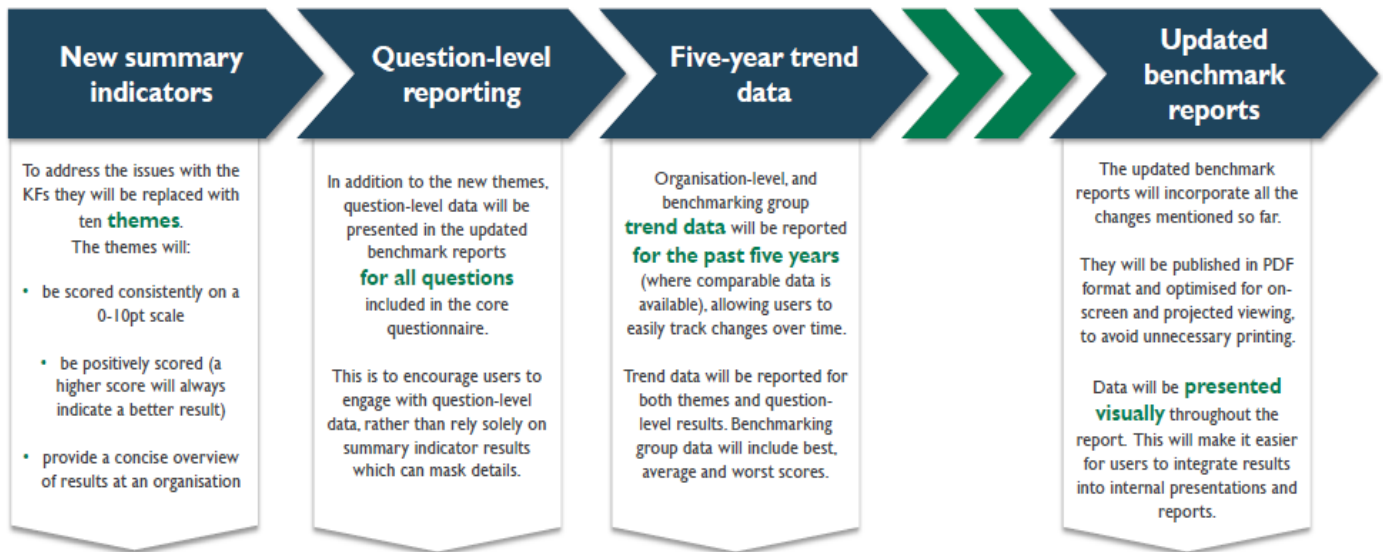 New summary
indicators
To address the issues with the
KFs they will be replaced with
ten themes.
The themes will:
• be scored consistently on a
0-10pt scale
• be positively scored (a
higher score will always
indicate a better result)
• provide a concise overview
of results at an organisation
Question-level
reporting
In addition to the new themes,
question-level data will be
presented in the updated
benchmark reports
for all questions
included in the core
questionnaire.
This is to encourage users to
engage with question-level
data, rather than rely solely on
summary indicator results
which can mask details.
Five-year trend
data
Organisation-level, and
benchmarking group
trend data will be reported
for the past five years
(where comparable data is
available), allowing users to
easily track changes over time.
Trend data will be reported for
both themes and question-
level results. Benchmarking
group data will include best,
average and worst scores.
Updated
benchmark
reports
The updated benchmark
reports will incorporate all the
changes mentioned so far.
They will be published in PDF
format and optimised for on-
screen and projected viewing,
to avoid unnecessary printing.
Data will be presented
visually throughout the
report. This will make it easier
for users to integrate results
into internal presentations and
reports.